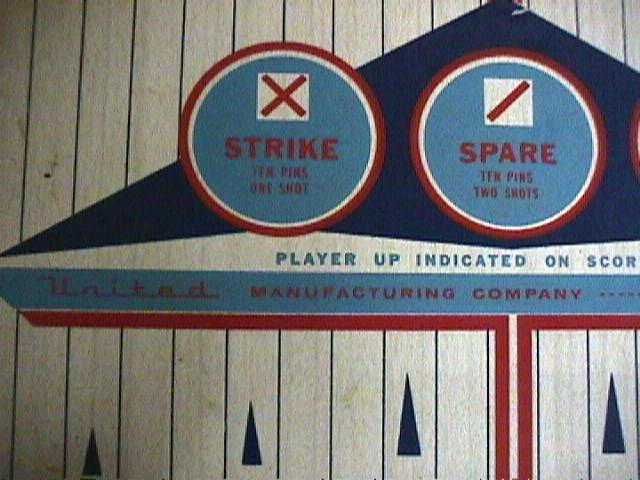 STRIKE
TEN PINS
ONE SHOT
SPARE
TEN PINS
TWO SHOTS
PLAYER UP INDICATED ON SCOR
United MANUFACTURING COMPANY